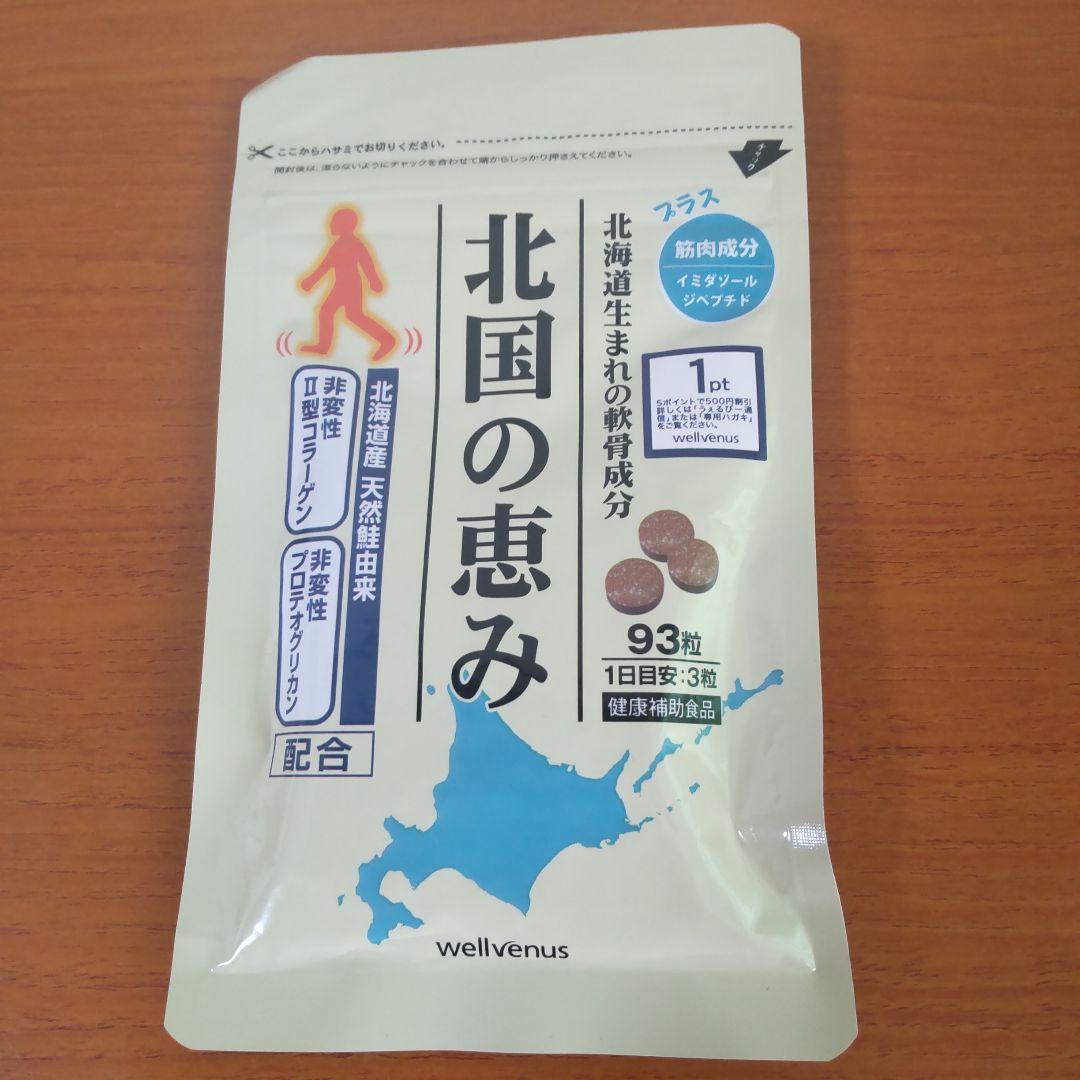 ここからハサミでお切りください。
開封後は、湿らないようにチャックを合わせて端からしっかり押さえてください。
チャック
プラス
筋肉成分
イミダゾール
ジペプチド
北海道生まれの軟骨成分
北国の恵み
1pt
5ポイントで500円割引
詳しくは「うぇるびー通
信」または「専用ハガキ」
をご覧ください。
wellvenus
北海道産 天然鮭由来
非変性
II型コラーゲン
非変性
プロテオグリカン
配合
93粒
1日目安:3粒
健康補助食品
wellvenus